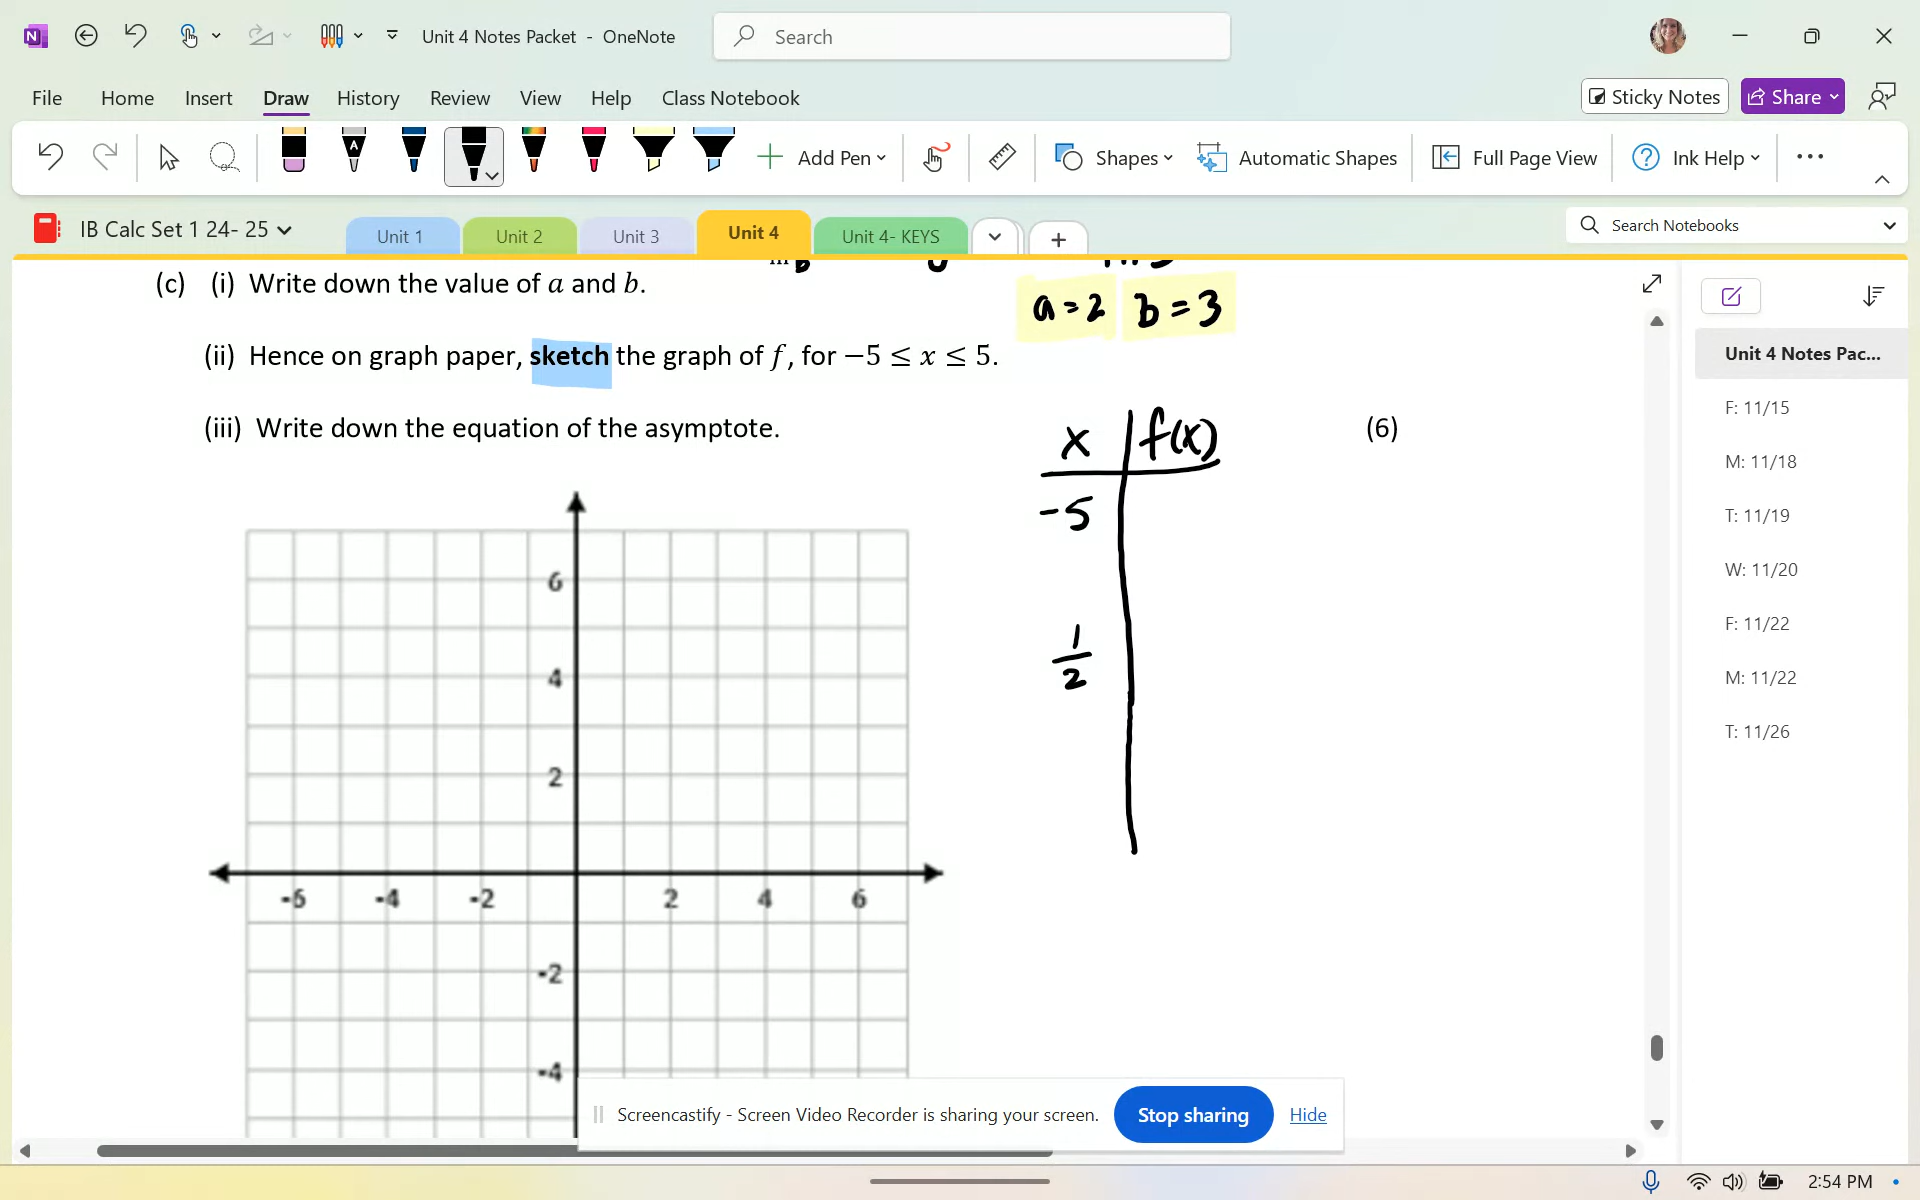 Unit 4 Notes Packet - OneNote
Search
File Home Insert Draw History Review View Help Class Notebook
Sticky Notes Share
A Add Pen Shapes Automatic Shapes Full Page View Ink Help
IB Calc Set 1 24- 25 Unit 1 Unit 2 Unit 3 Unit 4 Unit 4- KEYS + Search Notebooks
(c) (i) Write down the value of a and b.
a = 2 b = 3
(ii) Hence on graph paper, sketch the graph of f, for −5 ≤ x ≤ 5.
(iii) Write down the equation of the asymptote.
(6)
x f(x)
-5
1/2
6
4
2
-6 -4 -2 2 4 6
-2
-4
Unit 4 Notes Pac...
F: 11/15
M: 11/18
T: 11/19
W: 11/20
F: 11/22
M: 11/22
T: 11/26
Screencastify - Screen Video Recorder is sharing your screen. Stop sharing Hide
2:54 PM